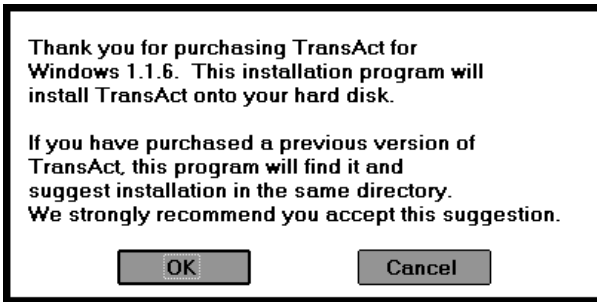 Thank you for purchasing TransAct for
Windows 1.1.6.  This installation program will
install TransAct onto your hard disk.
If you have purchased a previous version of
TransAct, this program will find it and
suggest installation in the same directory.
We strongly recommend you accept this suggestion.
OK
Cancel